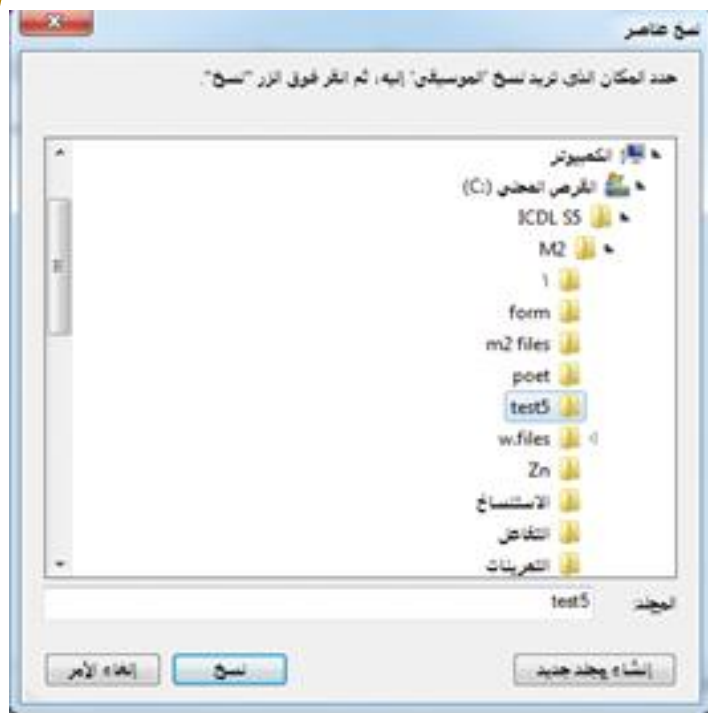 نسخ عناصر
حدد المكان الذي تريد نسخ "الموسيقى" إليه، ثم انقر فوق الزر "نسخ".
الكمبيوتر
القرص المحلي (C:)
ICDL S5
M2
١
form
m2 files
poet
test5
w.files
Zn
الاستنساخ
التفاعل
التمرينات
المجلد: test5
إنشاء مجلد جديد نسخ إلغاء الأمر